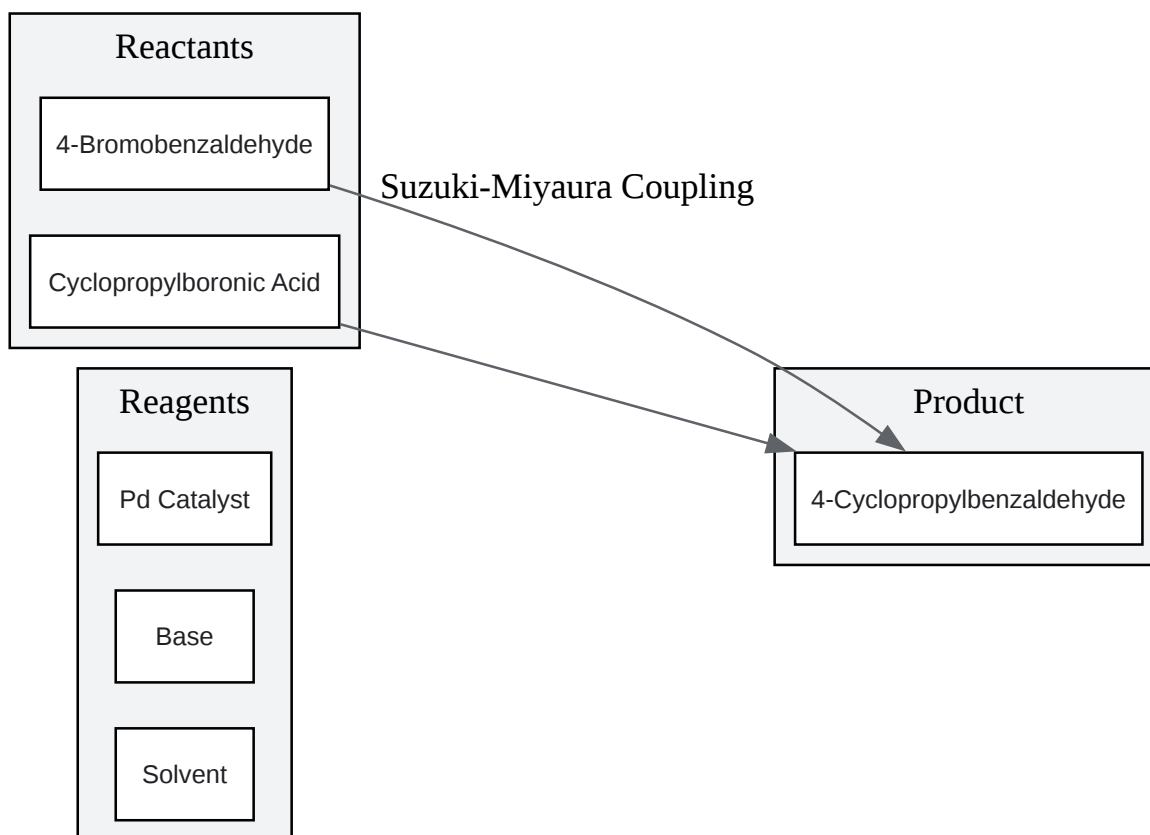 Reactants
4-Bromobenzaldehyde
Cyclopropylboronic Acid
Suzuki-Miyaura Coupling
Reagents
Pd Catalyst
Base
Solvent
Product
4-Cyclopropylbenzaldehyde